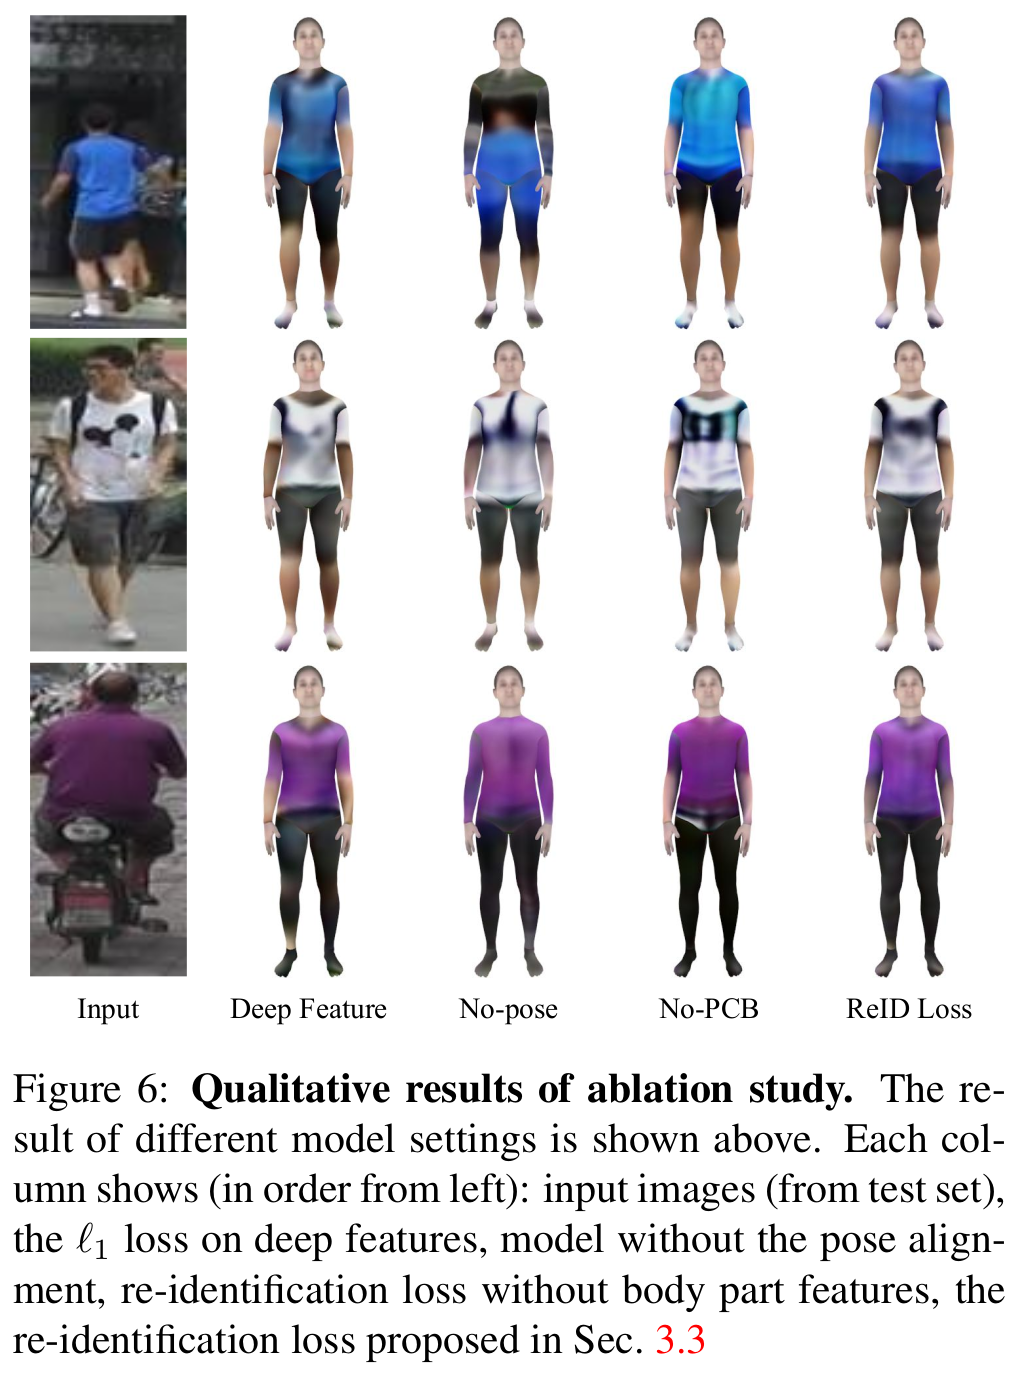 Input Deep Feature No-pose No-PCB ReID Loss
Figure 6: Qualitative results of ablation study. The re-
sult of different model settings is shown above. Each col-
umn shows (in order from left): input images (from test set),
the ℓ1 loss on deep features, model without the pose align-
ment, re-identification loss without body part features, the
re-identification loss proposed in Sec. 3.3